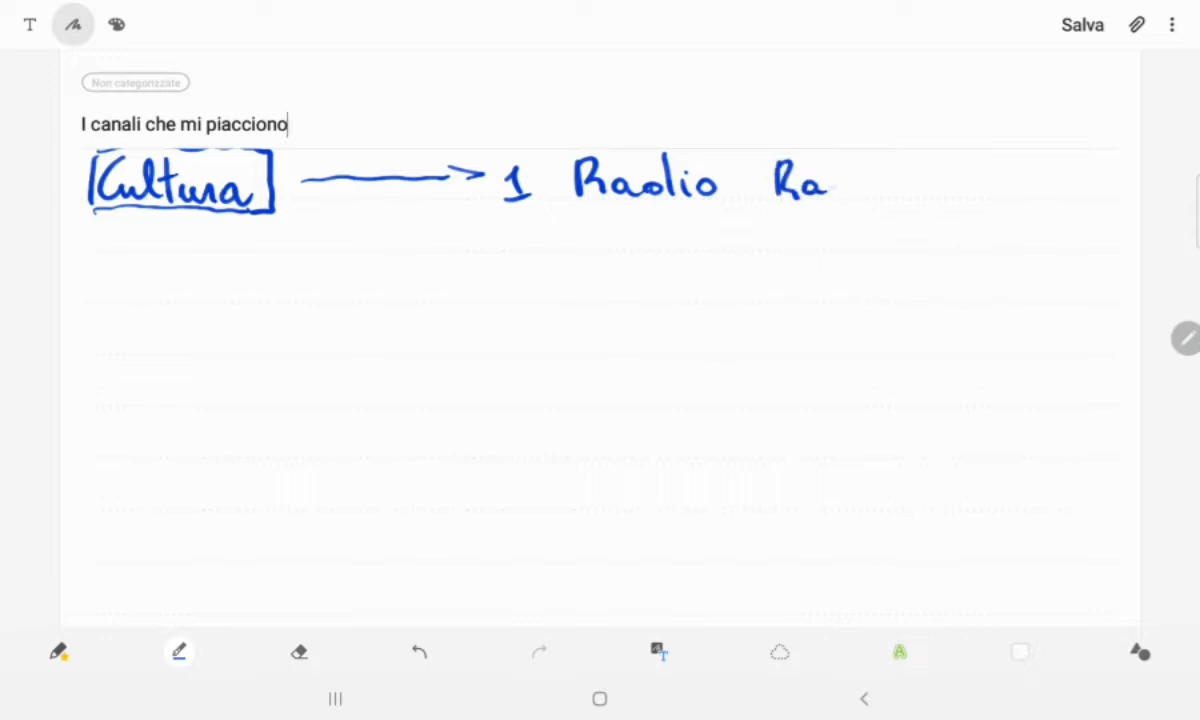 T Salva
Non categorizzate
I canali che mi piacciono
Cultura → 1 Radio Ra